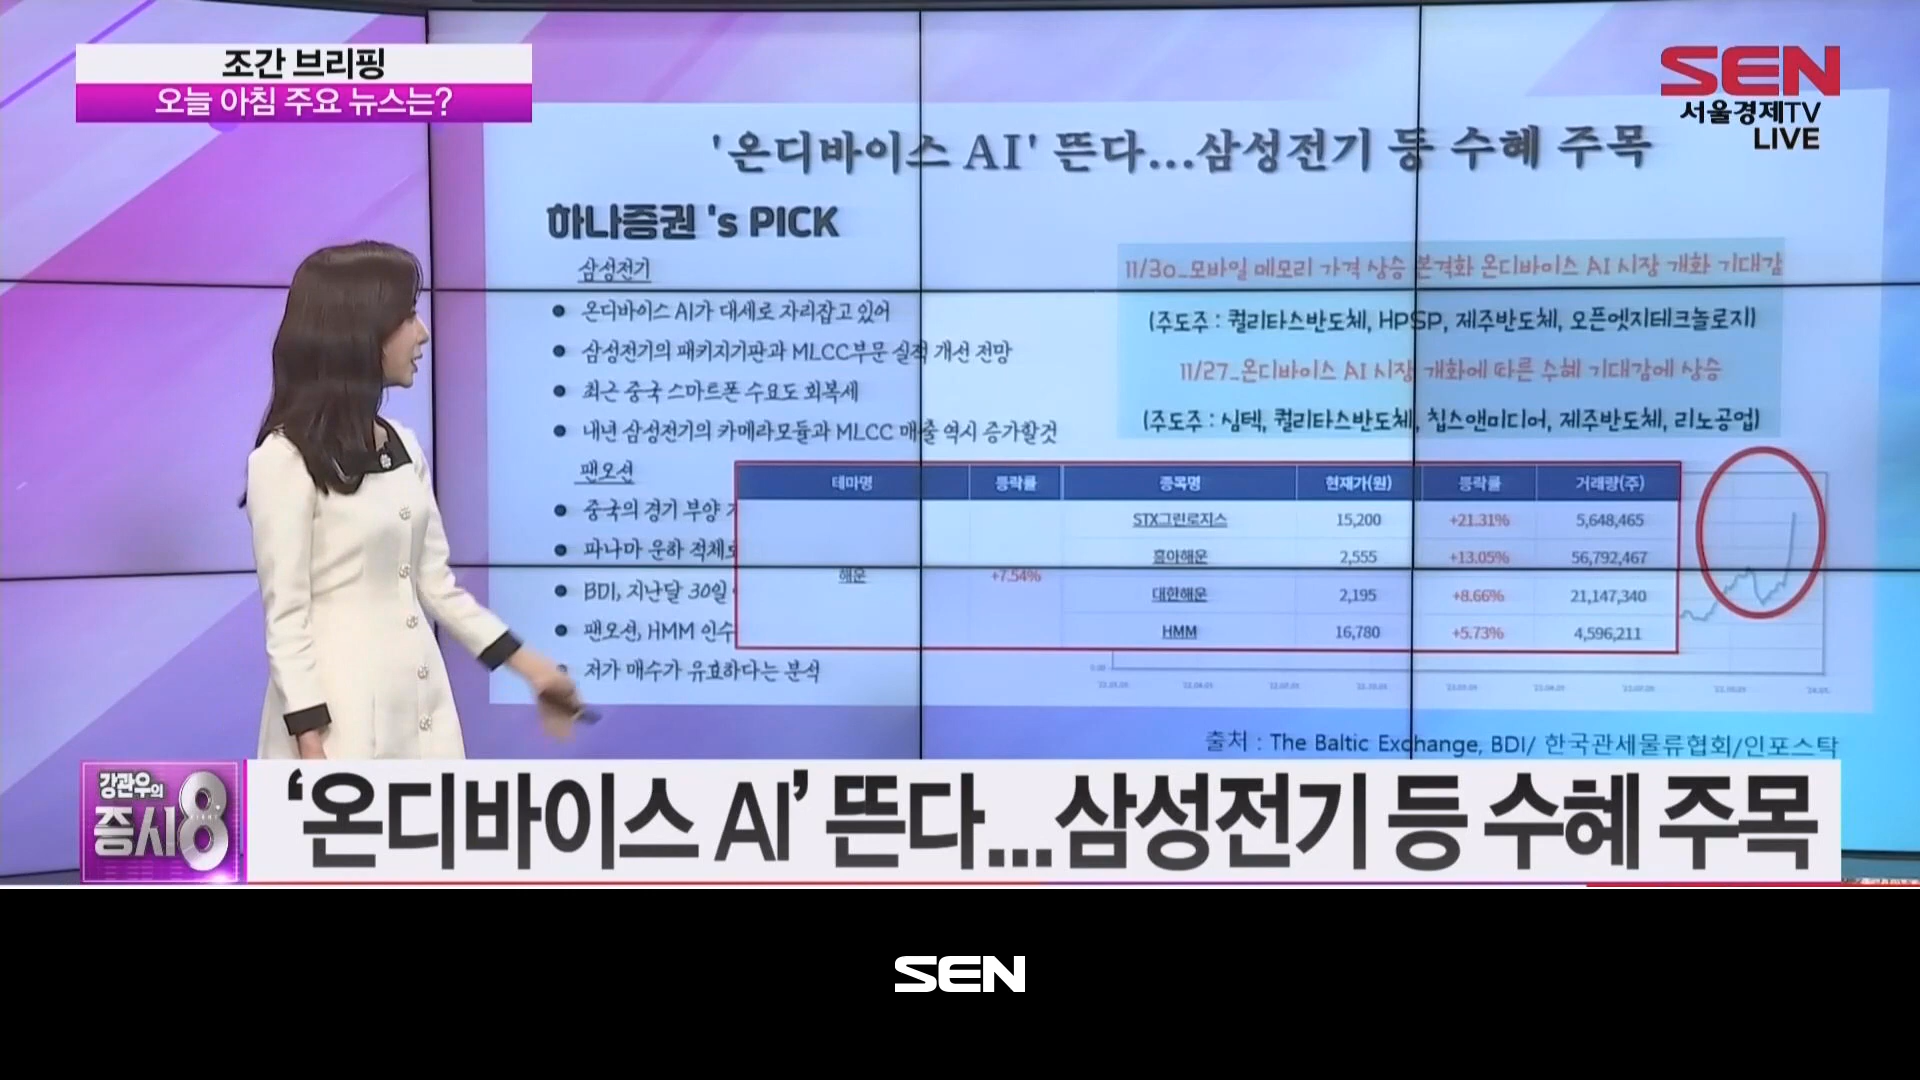 조간 브리핑
오늘 아침 주요 뉴스는?
SEN
서울경제TV
LIVE
'온디바이스 AI' 뜬다...삼성전기 등 수혜 주목
하나증권 's PICK
삼성전기
온디바이스 AI가 대세로 자리잡고 있어
삼성전기의 패키지기판과 MLCC부문 실적 개선 전망
최근 중국 스마트폰 수요도 회복세
내년 삼성전기의 카메라모듈과 MLCC 매출 역시 증가할것
팬오션
중국의 경기 부양
파나마 운하 적체로
BDI, 지난달 30일
팬오션, HMM 인수
저가 매수가 유효하다는 분석
11/30_모바일 메모리 가격 상승 본격화 온디바이스 AI 시장 개화 기대감
(주도주 : 퀄리타스반도체, HPSP, 제주반도체, 오픈엣지테크놀로지)
11/27_온디바이스 AI 시장 개화에 따른 수혜 기대감에 상승
(주도주 : 심텍, 퀄리타스반도체, 칩스앤미디어, 제주반도체, 리노공업)
테마명 등락률 종목명 현재가(원) 등락률 거래량(주)
STX그린로지스 15,200 +21.31% 5,648,465
흥아해운 2,555 +13.05% 56,792,467
해운 +7.54%
대한해운 2,195 +8.66% 21,147,340
HMM 16,780 +5.73% 4,596,211
출처 : The Baltic Exchange, BDI/ 한국관세물류협회/인포스탁
강관우의
증시8
‘온디바이스 AI’ 뜬다...삼성전기 등 수혜 주목
SEN